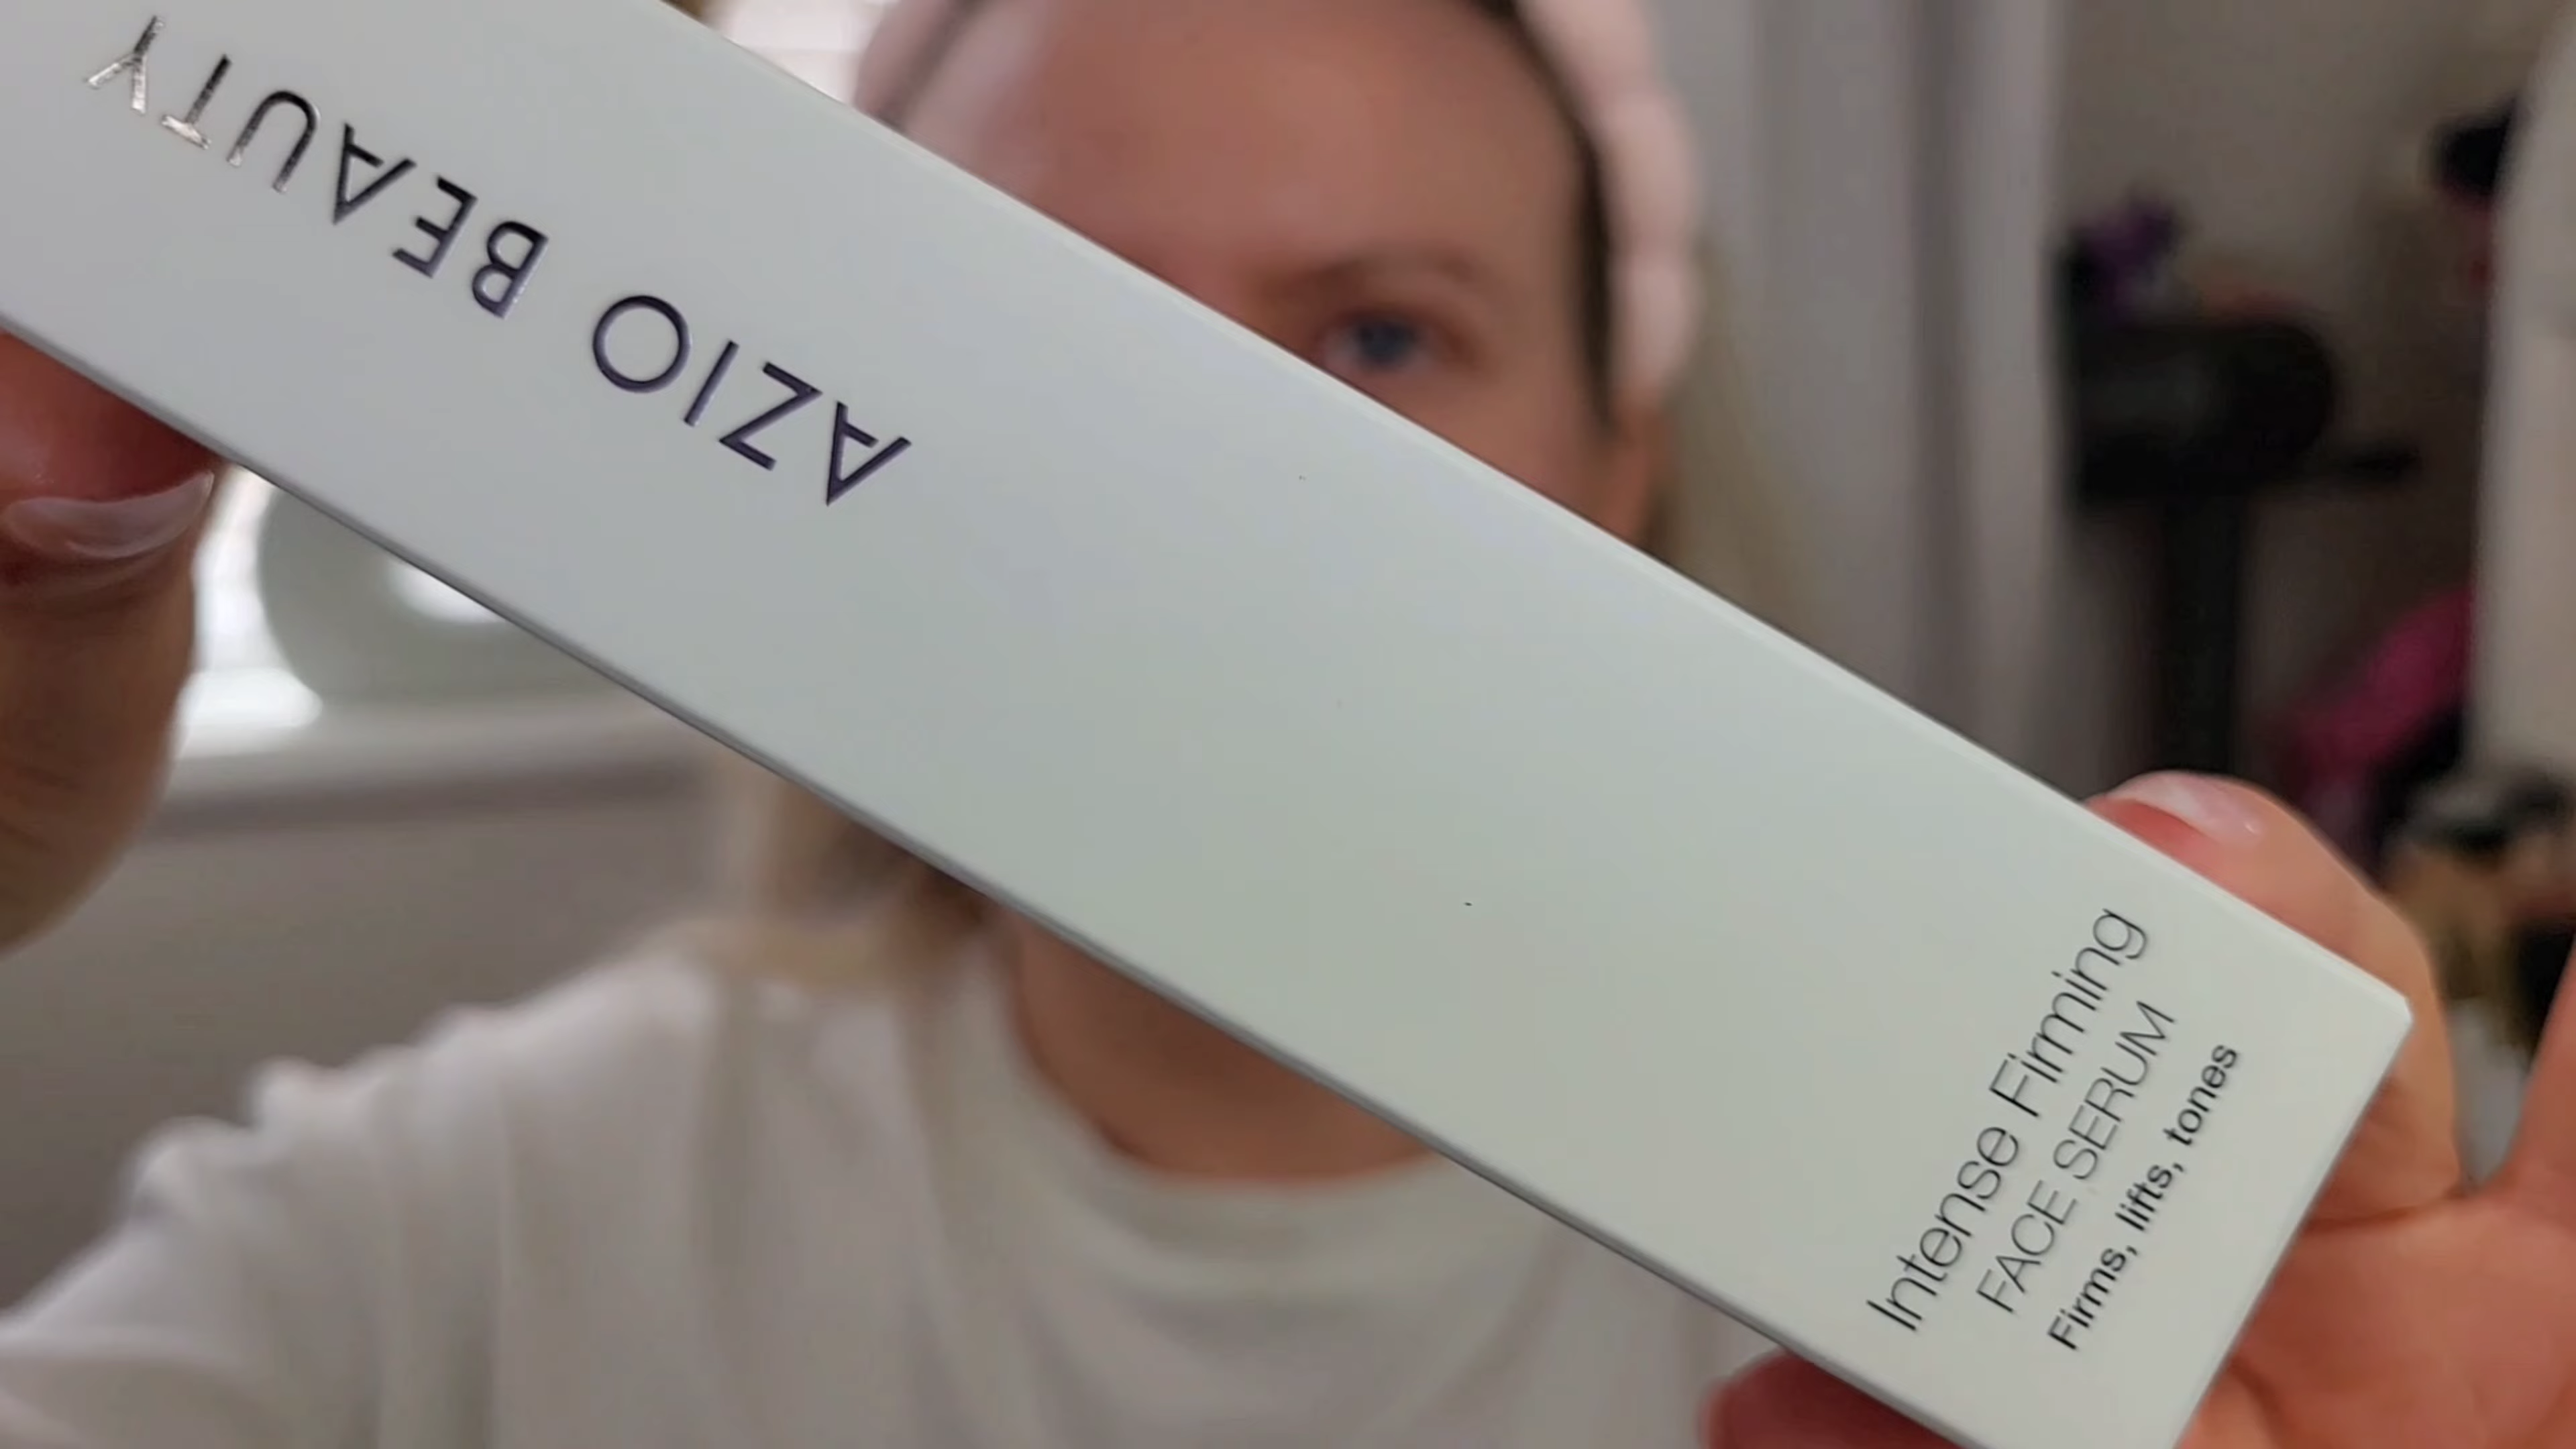 AZIO BEAUTY
Intense Firming
FACE SERUM
Firms, lifts, tones